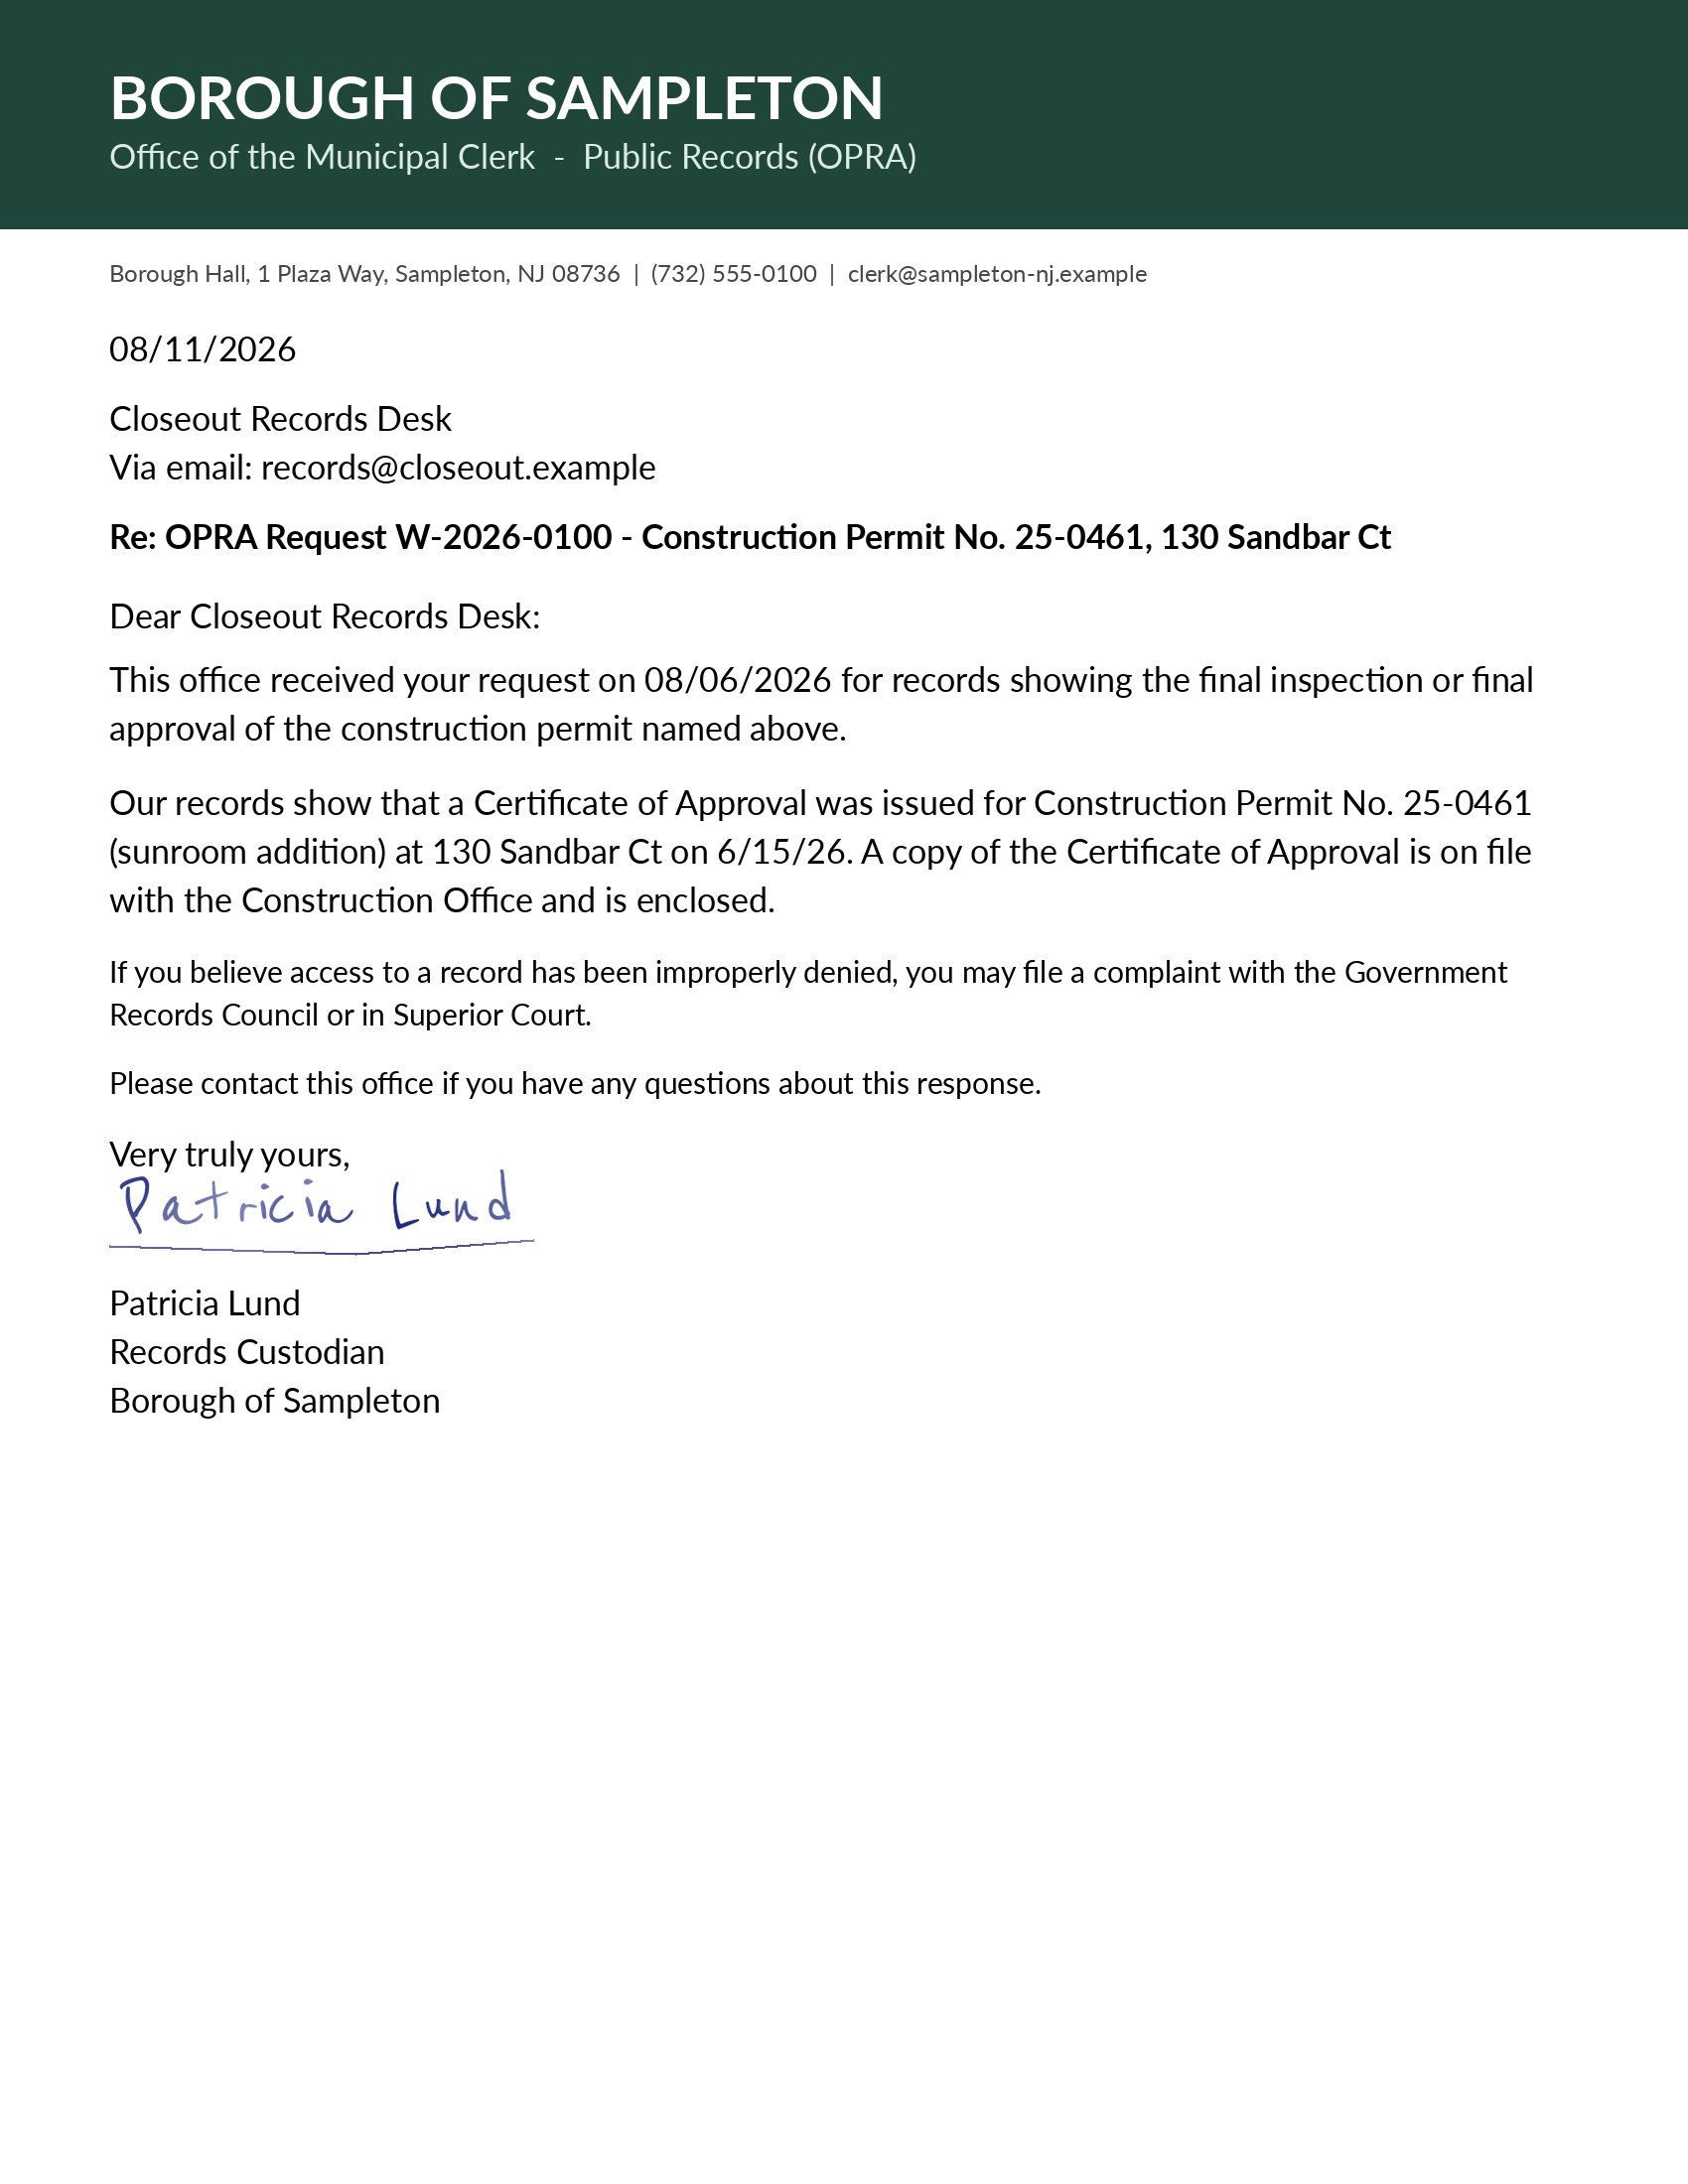 BOROUGH OF SAMPLETON
Office of the Municipal Clerk - Public Records (OPRA)
Borough Hall, 1 Plaza Way, Sampleton, NJ 08736 | (732) 555-0100 | clerk@sampleton-nj.example
08/11/2026
Closeout Records Desk
Via email: records@closeout.example
Re: OPRA Request W-2026-0100 - Construction Permit No. 25-0461, 130 Sandbar Ct
Dear Closeout Records Desk:
This office received your request on 08/06/2026 for records showing the final inspection or final
approval of the construction permit named above.
Our records show that a Certificate of Approval was issued for Construction Permit No. 25-0461
(sunroom addition) at 130 Sandbar Ct on 6/15/26. A copy of the Certificate of Approval is on file
with the Construction Office and is enclosed.
If you believe access to a record has been improperly denied, you may file a complaint with the Government
Records Council or in Superior Court.
Please contact this office if you have any questions about this response.
Very truly yours,
Patricia Lund
Patricia Lund
Records Custodian
Borough of Sampleton